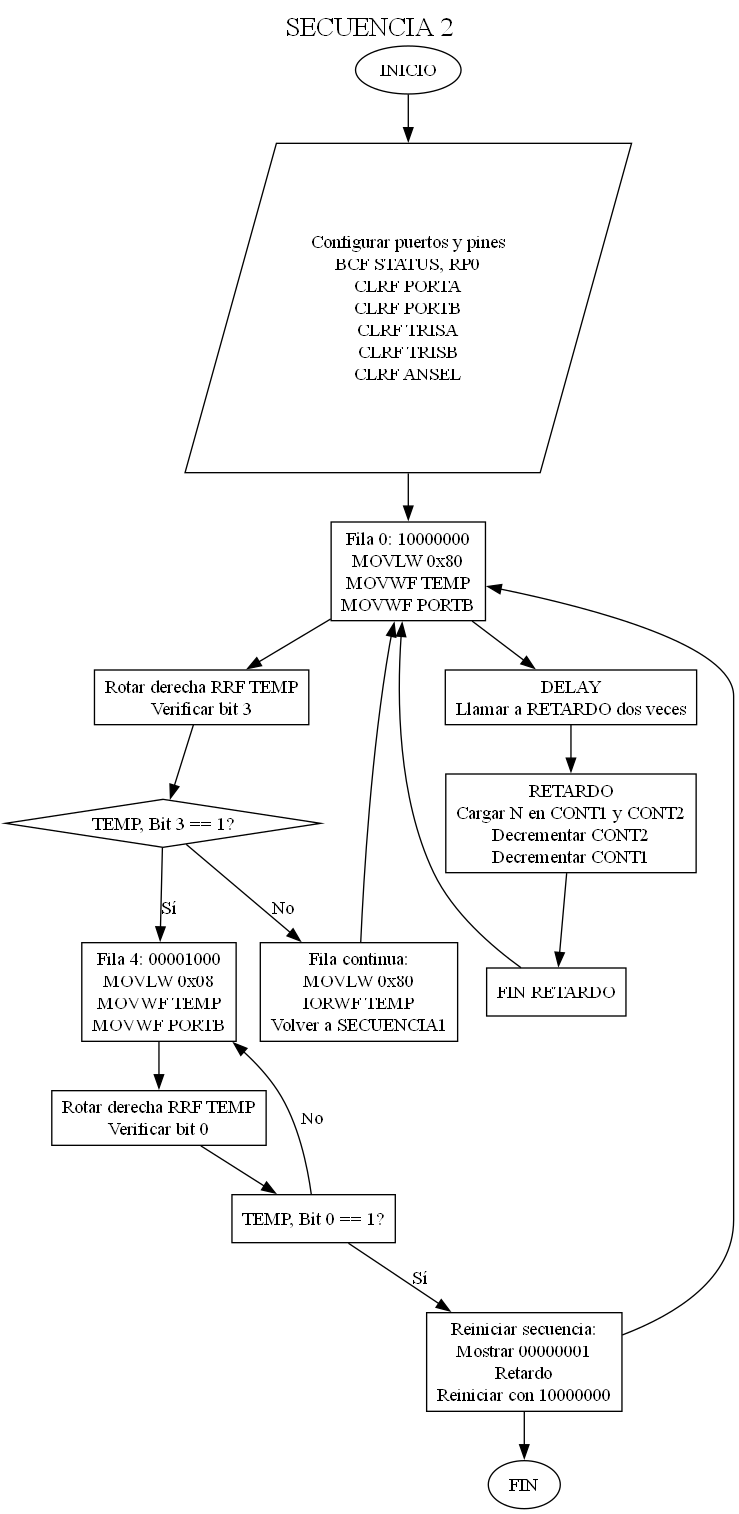 SECUENCIA 2
INICIO
Configurar puertos y pines
BCF STATUS, RP0
CLRF PORTA
CLRF PORTB
CLRF TRISA
CLRF TRISB
CLRF ANSEL
Fila 0: 10000000
MOVLW 0x80
MOVWF TEMP
MOVWF PORTB
Rotar derecha RRF TEMP
Verificar bit 3
DELAY
Llamar a RETARDO dos veces
TEMP, Bit 3 == 1?
RETARDO
Cargar N en CONT1 y CONT2
Decrementar CONT2
Decrementar CONT1
Sí
No
Fila 4: 00001000
MOVLW 0x08
MOVWF TEMP
MOVWF PORTB
Fila continua:
MOVLW 0x80
IORWF TEMP
Volver a SECUENCIA1
FIN RETARDO
Rotar derecha RRF TEMP
Verificar bit 0
No
TEMP, Bit 0 == 1?
Sí
Reiniciar secuencia:
Mostrar 00000001
Retardo
Reiniciar con 10000000
FIN